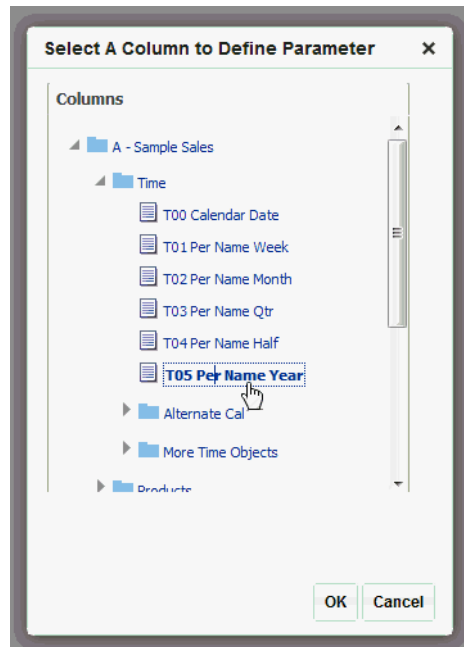 Select A Column to Define Parameter ×
Columns
A - Sample Sales
Time
T00 Calendar Date
T01 Per Name Week
T02 Per Name Month
T03 Per Name Qtr
T04 Per Name Half
T05 Per Name Year
Alternate Cal
More Time Objects
Products
OK Cancel